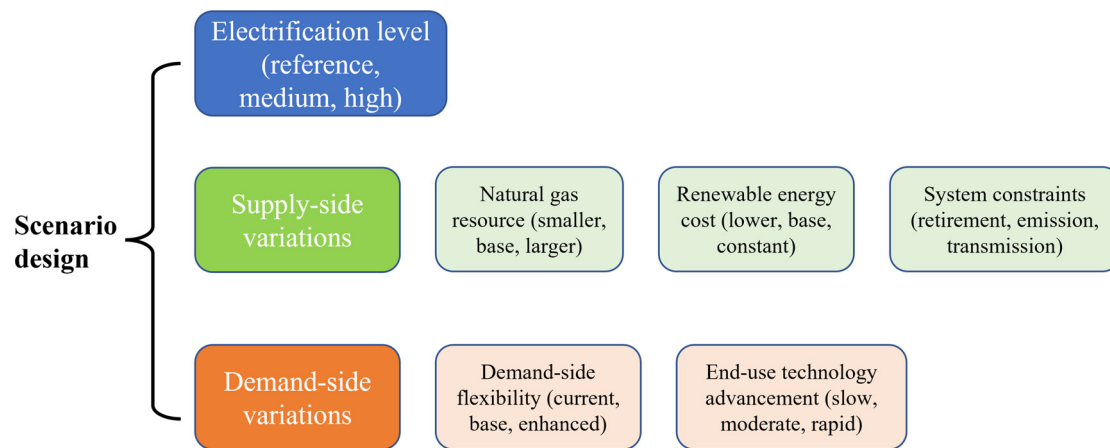 Scenario
design
Electrification level
(reference,
medium, high)
Supply-side
variations
Natural gas
resource (smaller,
base, larger)
Renewable energy
cost (lower, base,
constant)
System constraints
(retirement, emission,
transmission)
Demand-side
variations
Demand-side
flexibility (current,
base, enhanced)
End-use technology
advancement (slow,
moderate, rapid)